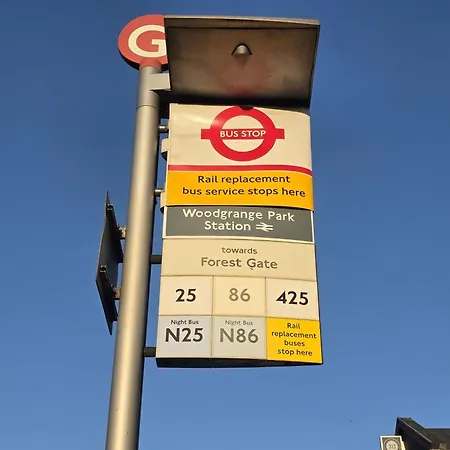 G
BUS STOP
Rail replacement
bus service stops here
Woodgrange Park
Station
towards
Forest Gate
25 86 425
Night Bus
N25
Night Bus
N86
Rail
replacement
buses
stop here